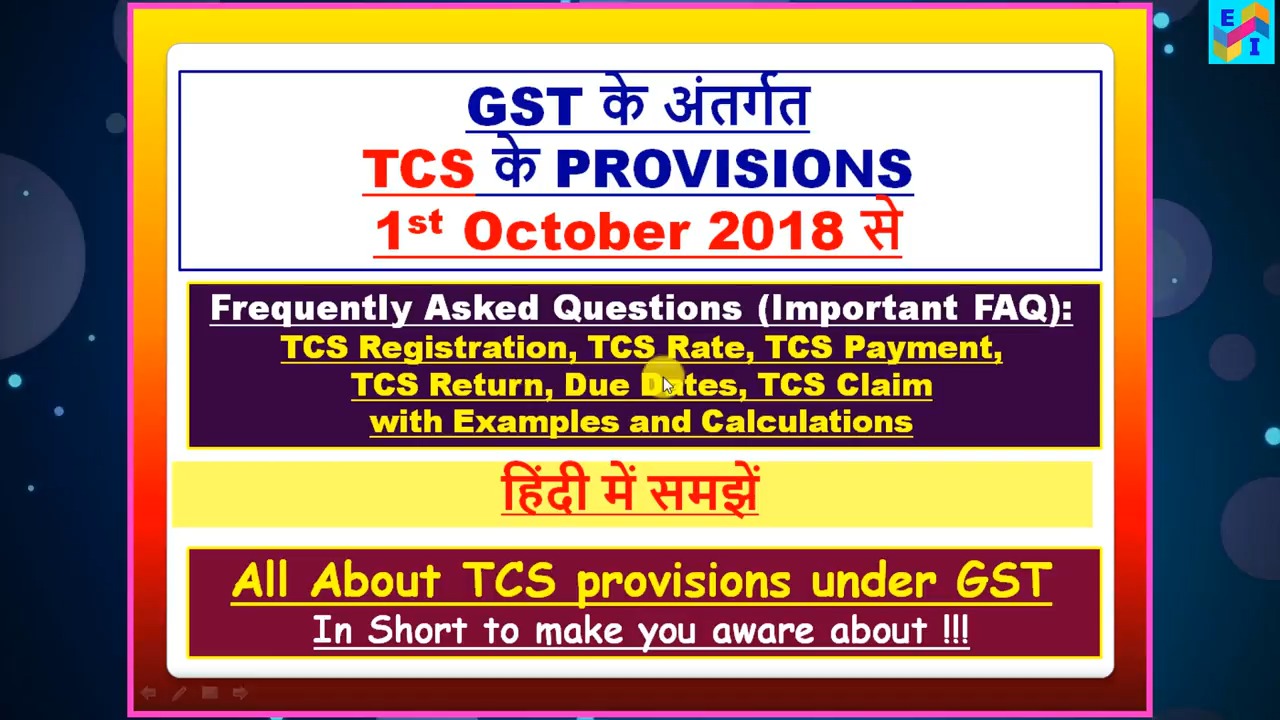 E
I
GST के अंतर्गत
TCS के PROVISIONS
1st October 2018 से
Frequently Asked Questions (Important FAQ):
TCS Registration, TCS Rate, TCS Payment,
TCS Return, Due Dates, TCS Claim
with Examples and Calculations
हिंदी में समझें
All About TCS provisions under GST
In Short to make you aware about !!!